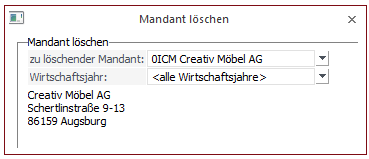 Mandant löschen
Mandant löschen
zu löschender Mandant: 0ICM Creativ Möbel AG
Wirtschaftsjahr: <alle Wirtschaftsjahre>
Creativ Möbel AG
Schertlinstraße 9-13
86159 Augsburg